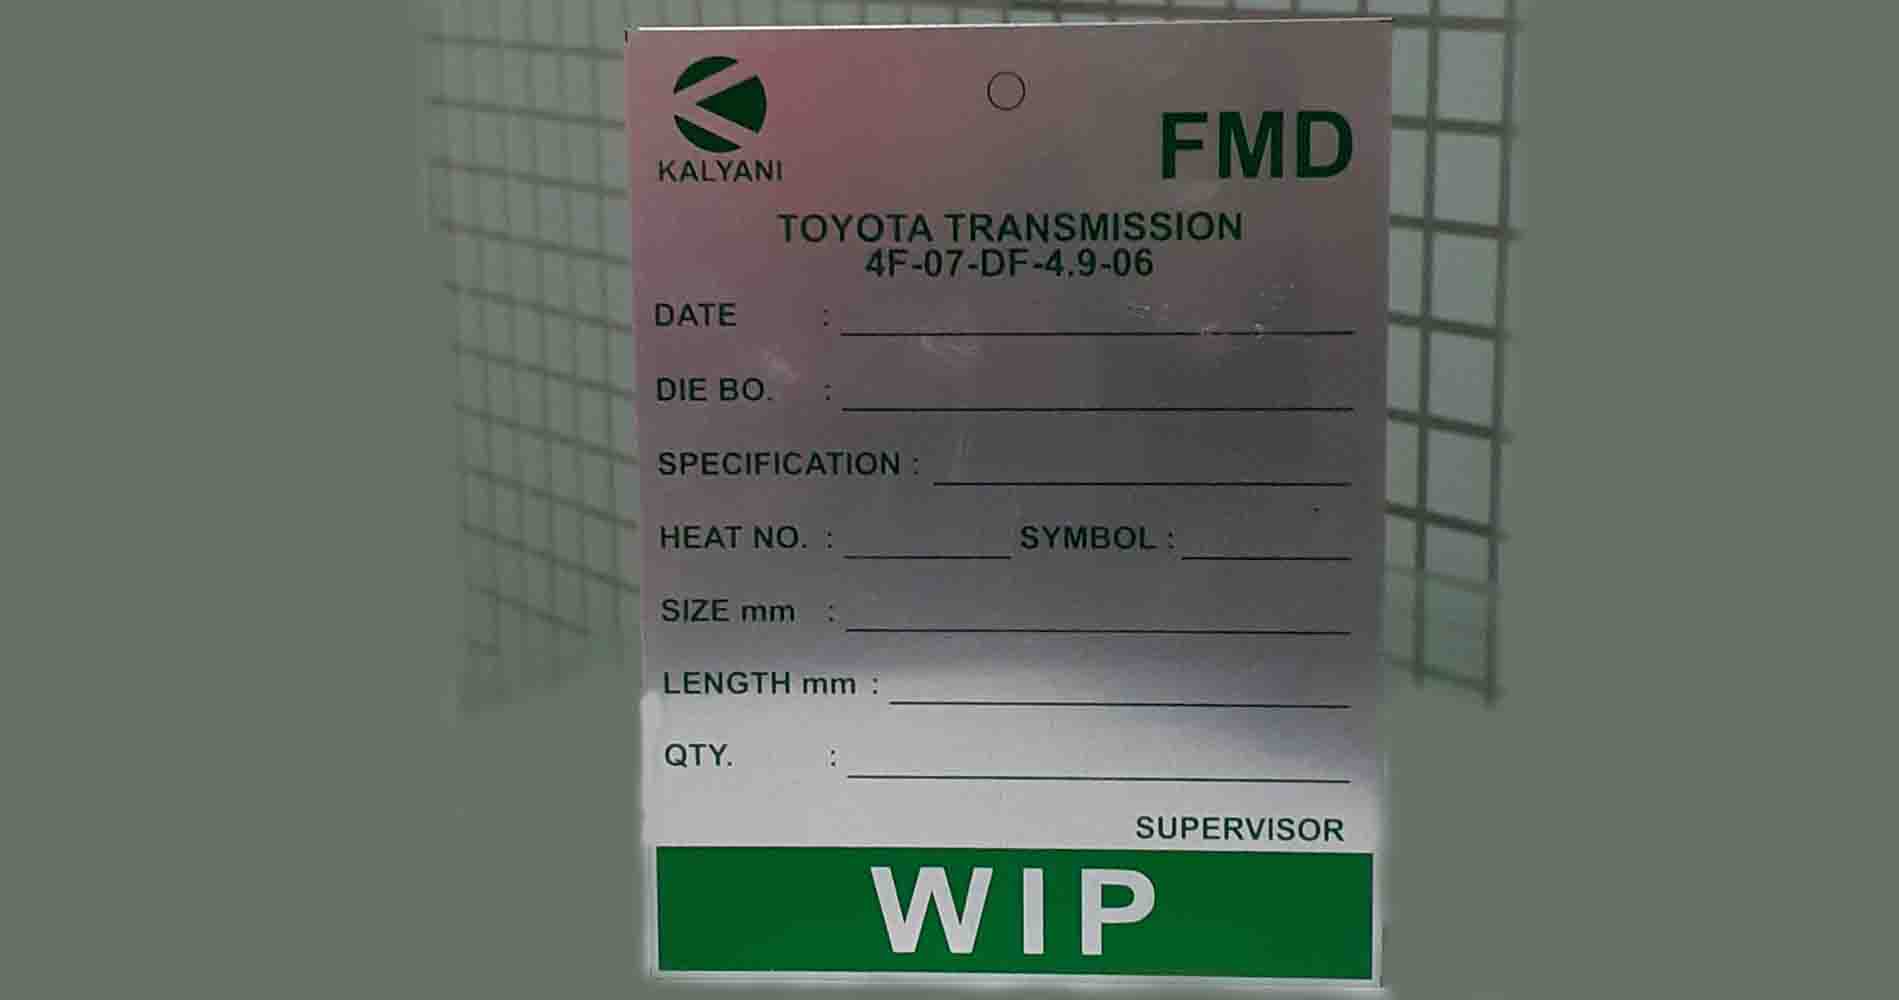 KALYANI
FMD
TOYOTA TRANSMISSION
4F-07-DF-4.9-06
DATE :
DIE BO. :
SPECIFICATION :
HEAT NO. : SYMBOL :
SIZE mm :
LENGTH mm :
QTY. :
SUPERVISOR
WIP